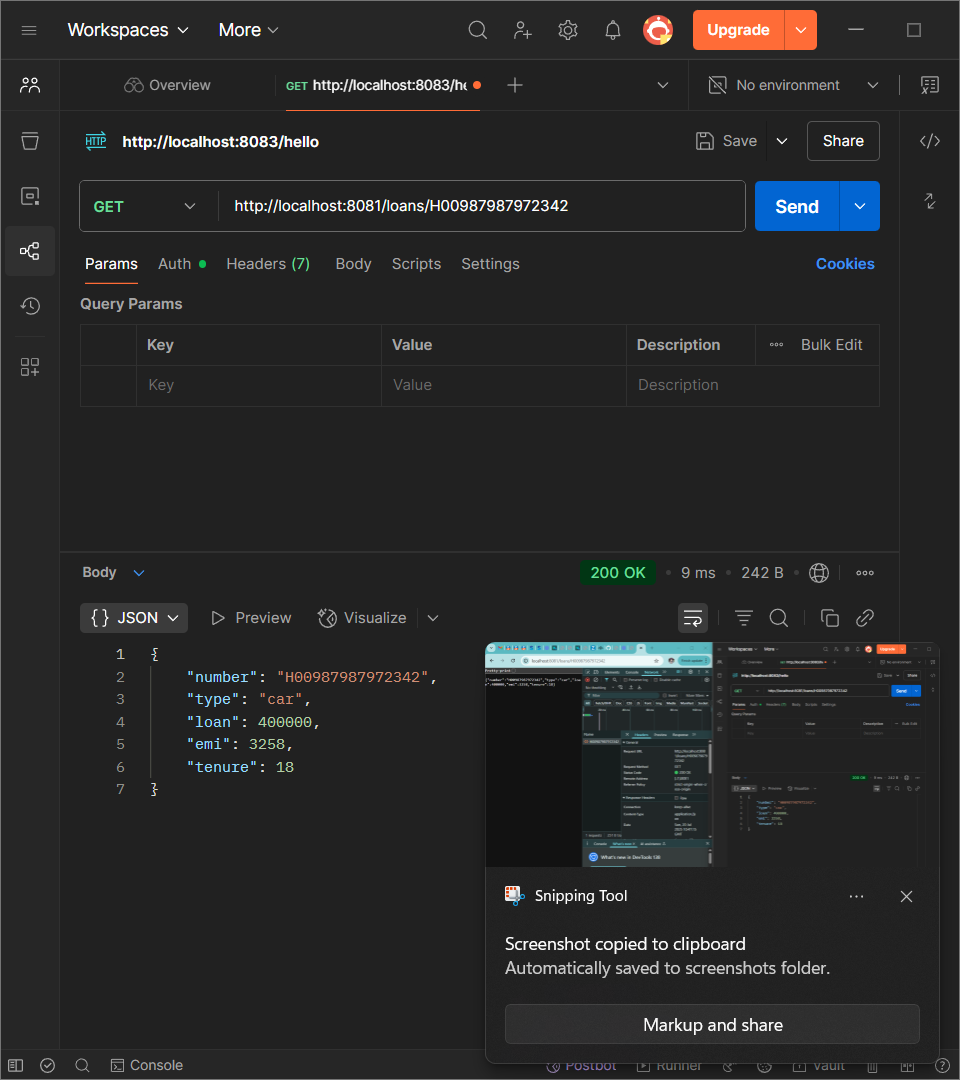 Workspaces More Upgrade
Overview GET http://localhost:8083/he No environment
HTTP http://localhost:8083/hello Save Share
GET http://localhost:8081/loans/H00987987972342 Send
Params Auth Headers (7) Body Scripts Settings Cookies
Query Params
Key Value Description Bulk Edit
Key Value Description
Body 200 OK 9 ms 242 B
{} JSON Preview Visualize
1 {
2 "number": "H00987987972342",
3 "type": "car",
4 "loan": 400000,
5 "emi": 3258,
6 "tenure": 18
7 }
Snipping Tool
Screenshot copied to clipboard
Automatically saved to screenshots folder.
Markup and share
Console Postbot Runner Vault